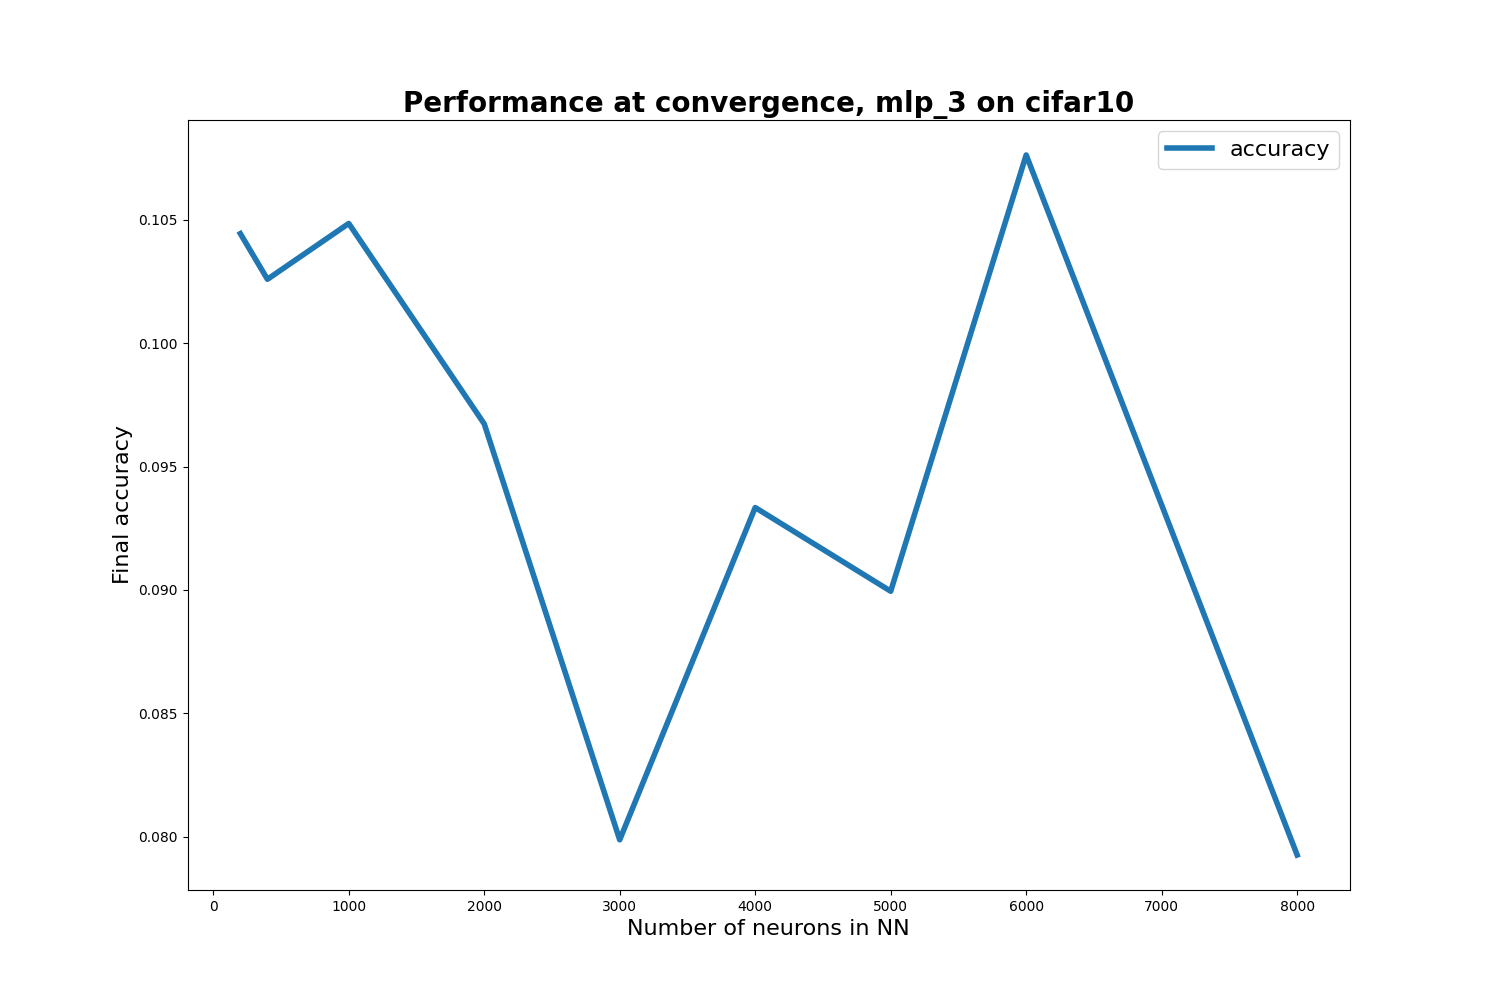 Performance at convergence, mlp_3 on cifar10
accuracy
Final accuracy
0.105
0.100
0.095
0.090
0.085
0.080
0 1000 2000 3000 4000 5000 6000 7000 8000
Number of neurons in NN